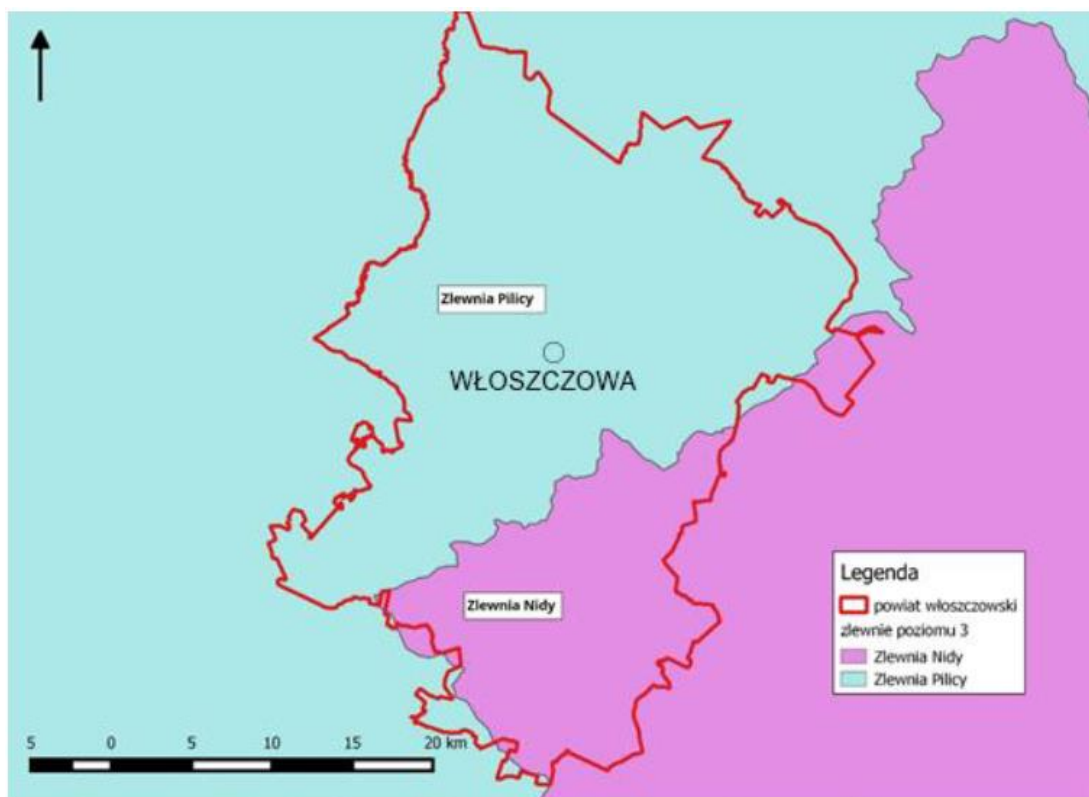 Zlewnia Pilicy
WŁOSZCZOWA
Zlewnia Nidy
Legenda
powiat włoszczowski
zlewnie poziomu 3
Zlewnia Nidy
Zlewnia Pilicy
5 0 5 10 15 20 km